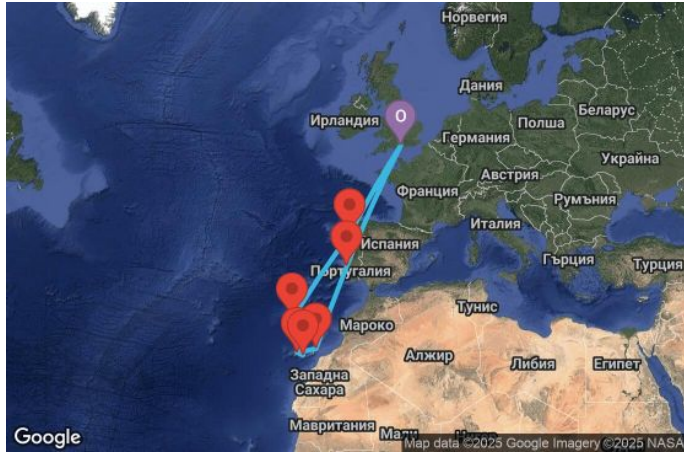 Норвегия
Дания
Ирландия
О
Полша
Беларус
Германия
Украйна
Австрия
Франция
Румъния
Италия
Испания
Гърция
Турция
Португалия
Тунис
Мароко
Алжир
Либия
Египет
Западна
Сахара
Мавритания
Мали
Google
Map data ©2025 Google Imagery ©2025 NASA